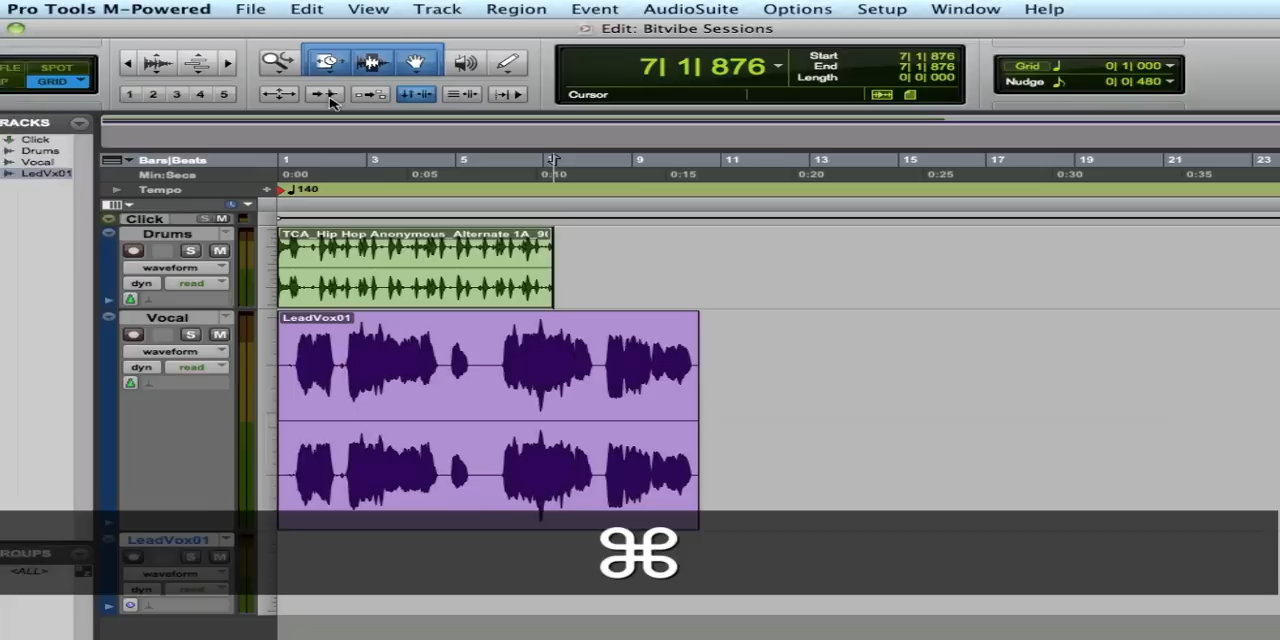 Pro Tools M-Powered File Edit View Track Region Event AudioSuite Options Setup Window Help
Edit: Bitvibe Sessions
FLE SPOT
P GRID
1 2 3 4 5
7| 1| 876
Start 7| 1| 876
End 7| 1| 876
Length 0| 0| 000
Cursor
Grid 0| 1| 000
Nudge 0| 0| 480
RACKS
Click
Drums
Vocal
LedVx01
Bars|Beats 1 3 5 9 11 13 15 17 19 21 23
Min:Secs 0:00 0:05 0:10 0:15 0:20 0:25 0:30 0:35
Tempo 140
Click S M
Drums
S M
waveform
dyn read
TCA_Hip Hop Anonymous_Alternate 1A_9
Vocal
S M
waveform
dyn read
LeadVox01
⌘
LeadVox01
S M
waveform
dyn read
ROUPS
<ALL>